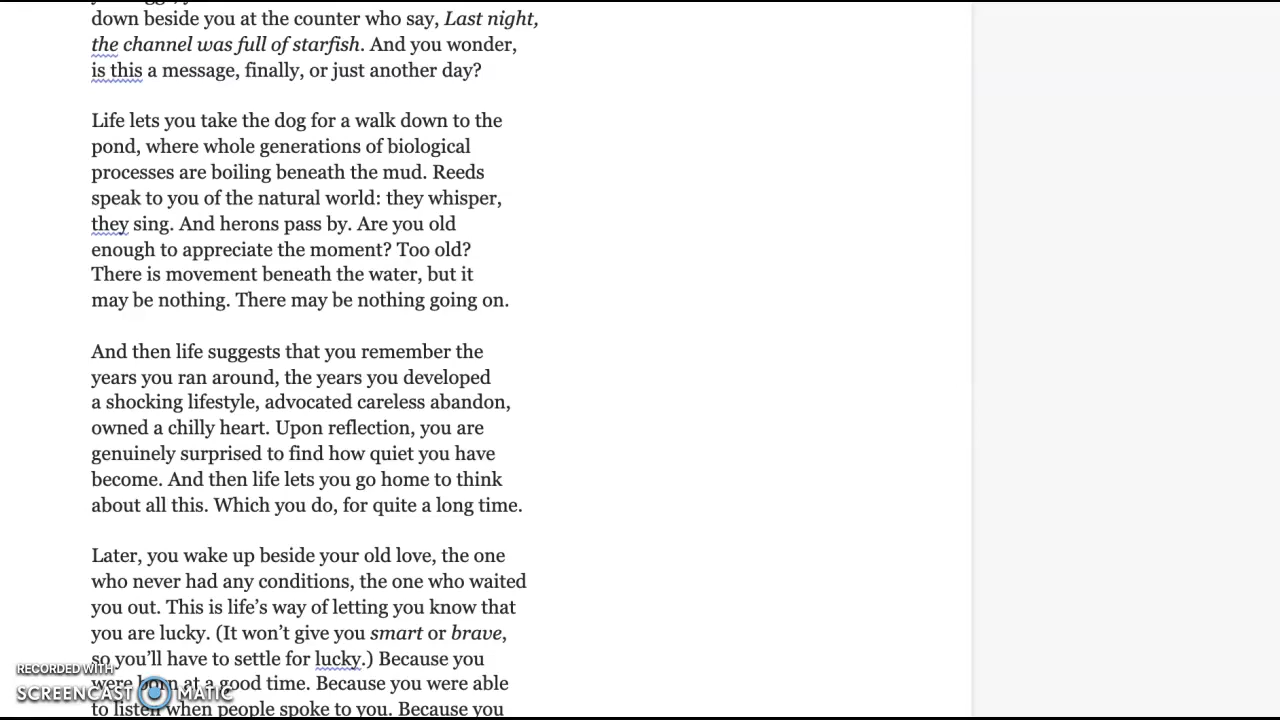 down beside you at the counter who say, Last night,
the channel was full of starfish. And you wonder,
is this a message, finally, or just another day?
Life lets you take the dog for a walk down to the
pond, where whole generations of biological
processes are boiling beneath the mud. Reeds
speak to you of the natural world: they whisper,
they sing. And herons pass by. Are you old
enough to appreciate the moment? Too old?
There is movement beneath the water, but it
may be nothing. There may be nothing going on.
And then life suggests that you remember the
years you ran around, the years you developed
a shocking lifestyle, advocated careless abandon,
owned a chilly heart. Upon reflection, you are
genuinely surprised to find how quiet you have
become. And then life lets you go home to think
about all this. Which you do, for quite a long time.
Later, you wake up beside your old love, the one
who never had any conditions, the one who waited
you out. This is life’s way of letting you know that
you are lucky. (It won’t give you smart or brave,
so you’ll have to settle for lucky.) Because you
were born at a good time. Because you were able
to listen when people spoke to you. Because you
RECORDED WITH
SCREENCAST MATIC